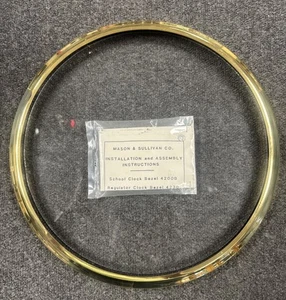 MASON & SULLIVAN CO.
INSTALLATION and ASSEMBLY
INSTRUCTIONS
School Clock Bezel
Regulator Clock Bezel